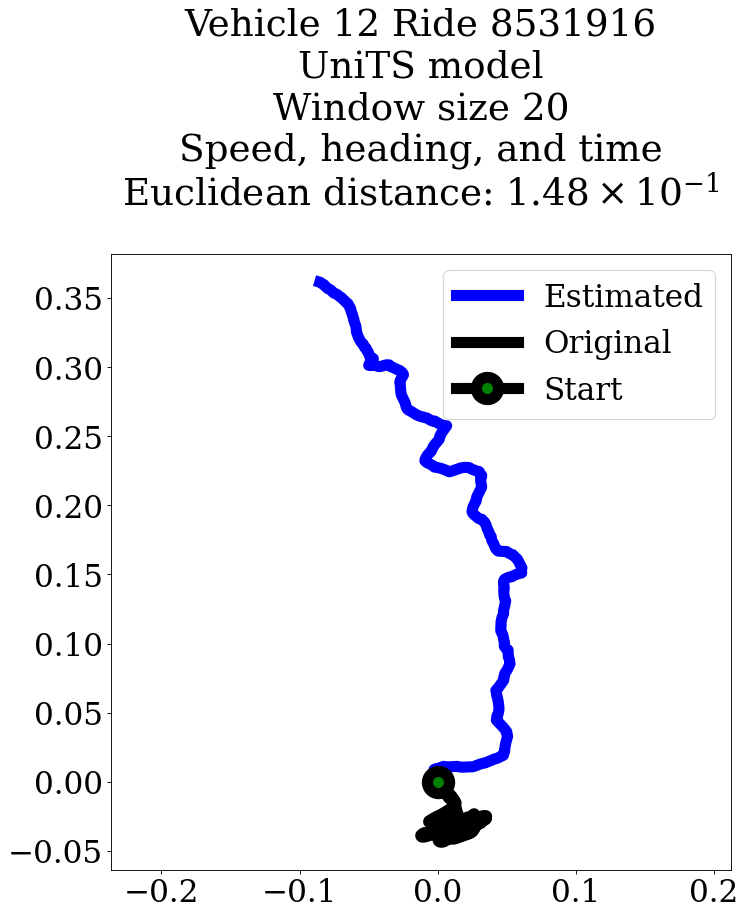 Vehicle 12 Ride 8531916
UniTS model
Window size 20
Speed, heading, and time
Euclidean distance: 1.48 × 10⁻¹
Estimated
Original
Start
0.35
0.30
0.25
0.20
0.15
0.10
0.05
0.00
−0.05
−0.2
−0.1
0.0
0.1
0.2